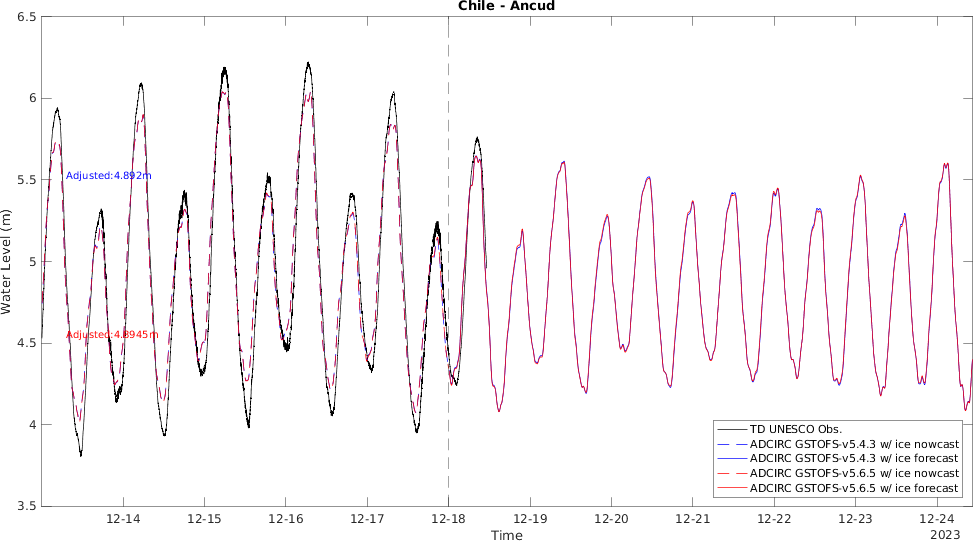 Chile - Ancud
Water Level (m)
6.5
6
5.5
5
4.5
4
3.5
Adjusted:4.892m
Adjusted:4.8945m
TD UNESCO Obs.
ADCIRC GSTOFS-v5.4.3 w/ ice nowcast
ADCIRC GSTOFS-v5.4.3 w/ ice forecast
ADCIRC GSTOFS-v5.6.5 w/ ice nowcast
ADCIRC GSTOFS-v5.6.5 w/ ice forecast
12-14 12-15 12-16 12-17 12-18 12-19 12-20 12-21 12-22 12-23 12-24
Time
2023